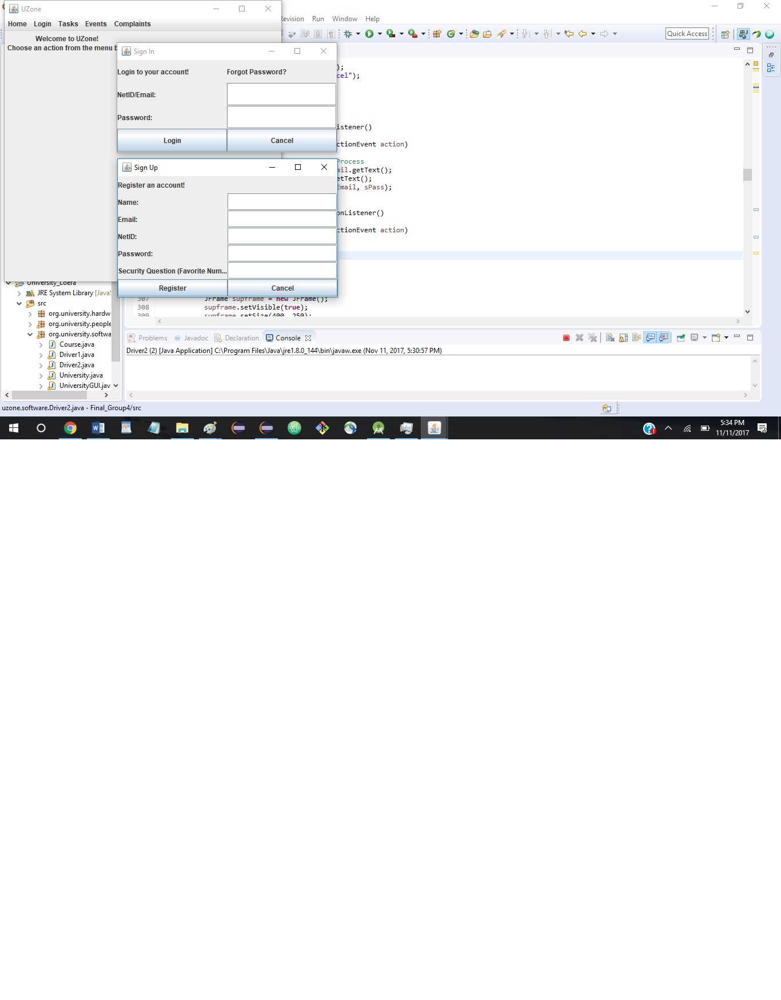 UZone
Home Login Tasks Events Complaints
Welcome to UZone!
Choose an action from the menu b
Run Window Help
Quick Access
Sign In
Login to your account! Forgot Password?
NetID/Email:
Password:
Login Cancel
Sign Up
Register an account!
Name:
Email:
NetID:
Password:
Security Question (Favorite Num...
Register Cancel
);
cel");
istener()
ctionEvent action)
Process
ail.getText();
etText();
Email, sPass);
onListener()
ctionEvent action)
307 JFrame supframe = new JFrame();
308 supframe.setVisible(true);
309 supframe.setSize(400, 250);
University_Loera
JRE System Library [Java
src
org.university.hardw
org.university.people
org.university.softwa
Course.java
Driver1.java
Driver2.java
University.java
UniversityGUI.jav
Problems Javadoc Declaration Console
Driver2 (2) [Java Application] C:\Program Files\Java\jre1.8.0_144\bin\javaw.exe (Nov 11, 2017, 5:30:57 PM)
uzone.software.Driver2.java - Final_Group4/src
5:34 PM
11/11/2017